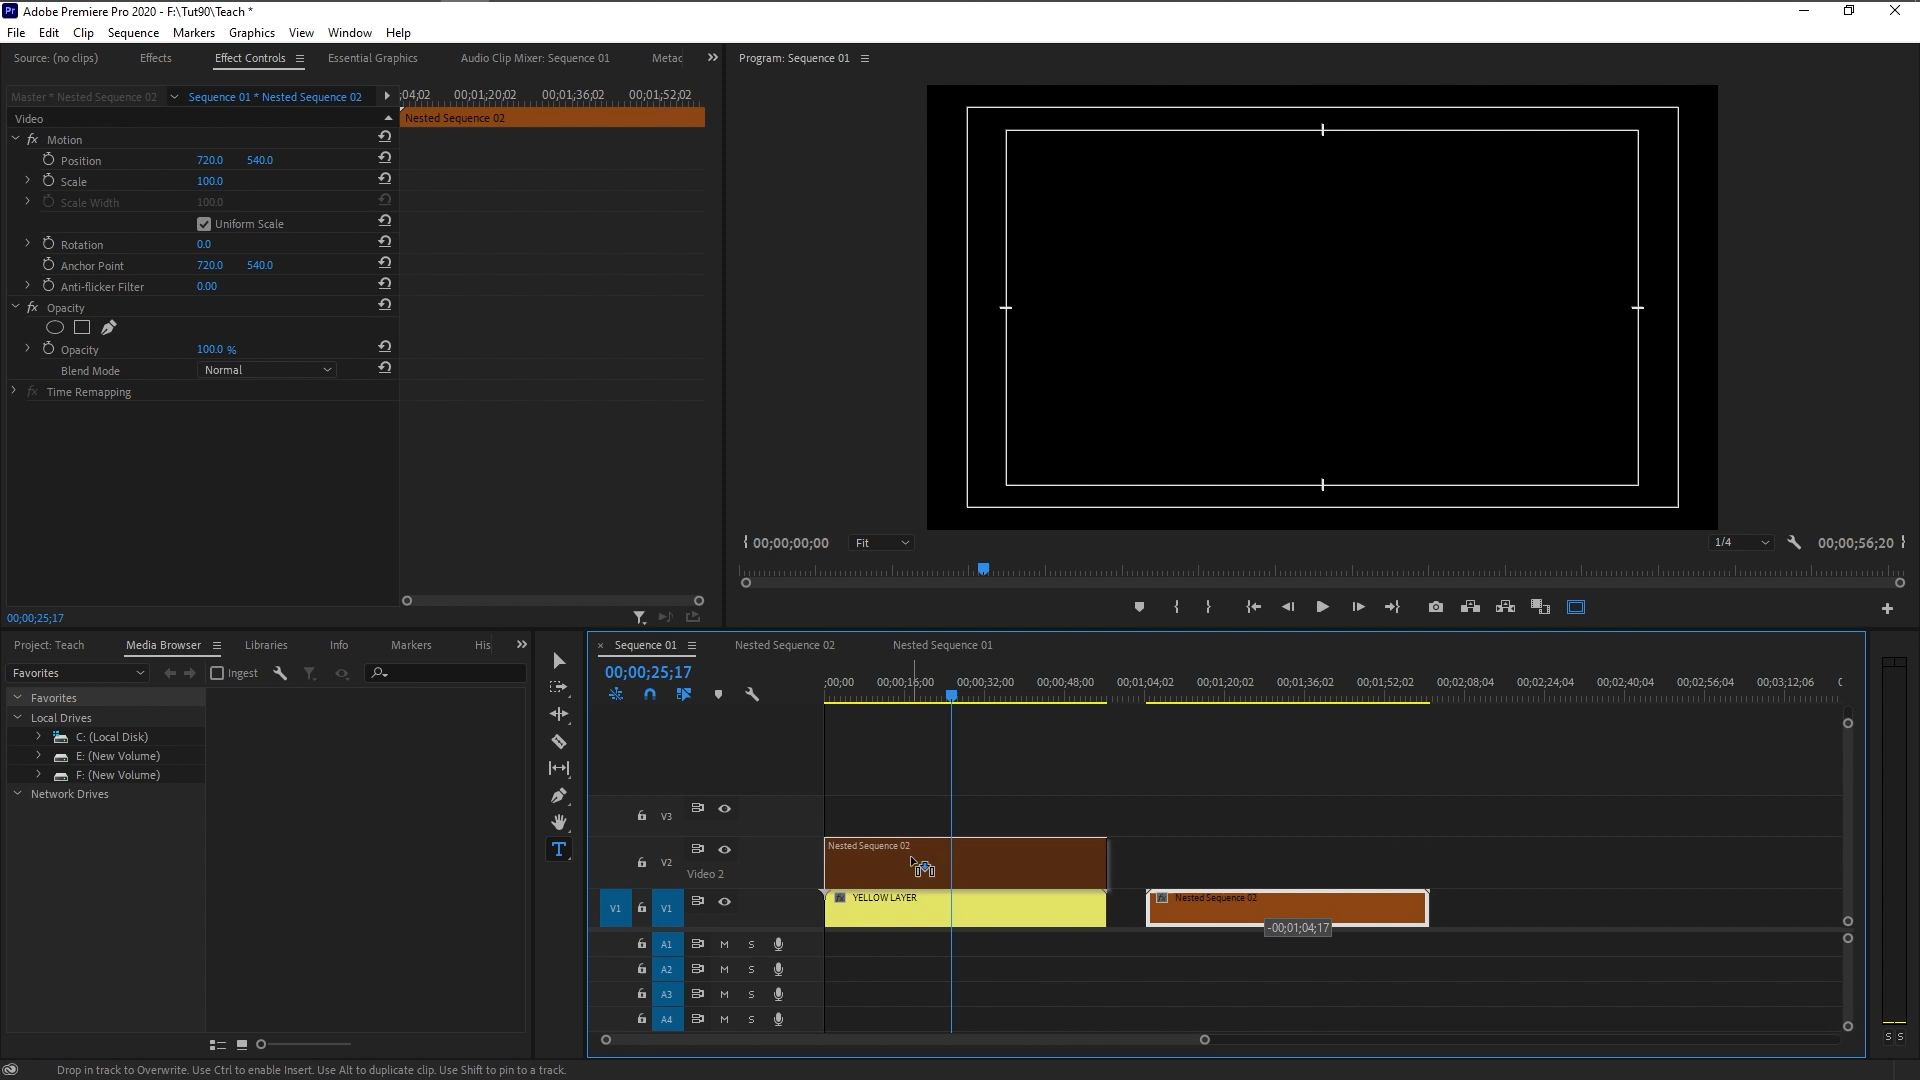 Pr Adobe Premiere Pro 2020 - F:\Tut90\Teach *
File Edit Clip Sequence Markers Graphics View Window Help
Source: (no clips) Effects Effect Controls Essential Graphics Audio Clip Mixer: Sequence 01 Metac
Program: Sequence 01
Master * Nested Sequence 02 Sequence 01 * Nested Sequence 02
;04;02 00;01;20;02 00;01;36;02 00;01;52;02
Video
Nested Sequence 02
fx Motion
Position 720.0 540.0
Scale 100.0
Scale Width 100.0
Uniform Scale
Rotation 0.0
Anchor Point 720.0 540.0
Anti-flicker Filter 0.00
fx Opacity
Opacity 100.0 %
Blend Mode Normal
fx Time Remapping
00;00;25;17
00;00;00;00 Fit 1/4 00;00;56;20
Project: Teach Media Browser Libraries Info Markers His
Favorites Ingest
Favorites
Local Drives
C: (Local Disk)
E: (New Volume)
F: (New Volume)
Network Drives
T
× Sequence 01 Nested Sequence 02 Nested Sequence 01
00;00;25;17
;00;00 00;00;16;00 00;00;32;00 00;00;48;00 00;01;04;02 00;01;20;02 00;01;36;02 00;01;52;02 00;02;08;04 00;02;24;04 00;02;40;04 00;02;56;04 00;03;12;06
V3
Nested Sequence 02
V2
Video 2
V1 V1
fx YELLOW LAYER
fx Nested Sequence 02
-00;01;04;17
A1 M S
A2 M S
A3 M S
A4 M S
S S
Drop in track to Overwrite. Use Ctrl to enable Insert. Use Alt to duplicate clip. Use Shift to pin to a track.